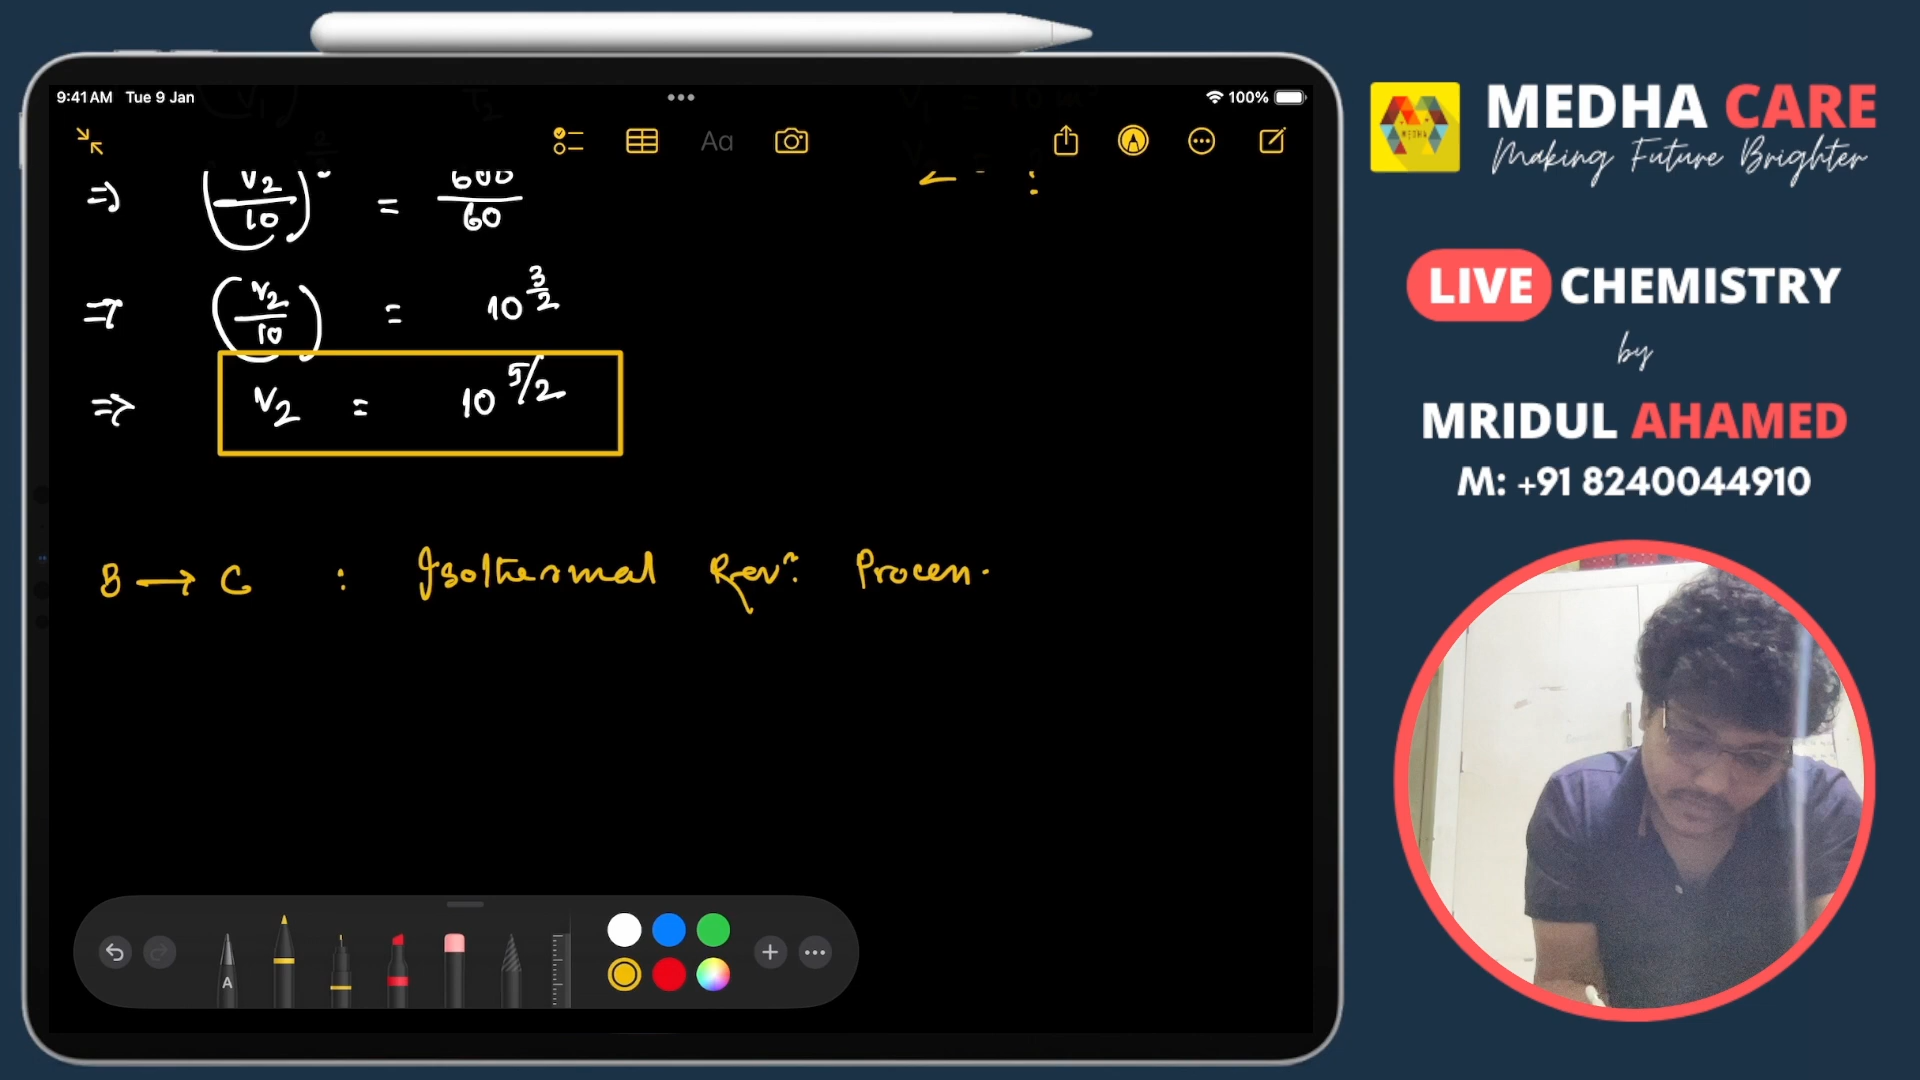 9:41 AM Tue 9 Jan
100%
Aa
⇒ (V2/10) = 600/60
⇒ (V2/10) = 10^3/2
⇒ V2 = 10^5/2
B → C : Isothermal Revn. Process.
A
MEDHA CARE
Making Future Brighter
MEDHA
LIVE CHEMISTRY
by
MRIDUL AHAMED
M: +91 8240044910